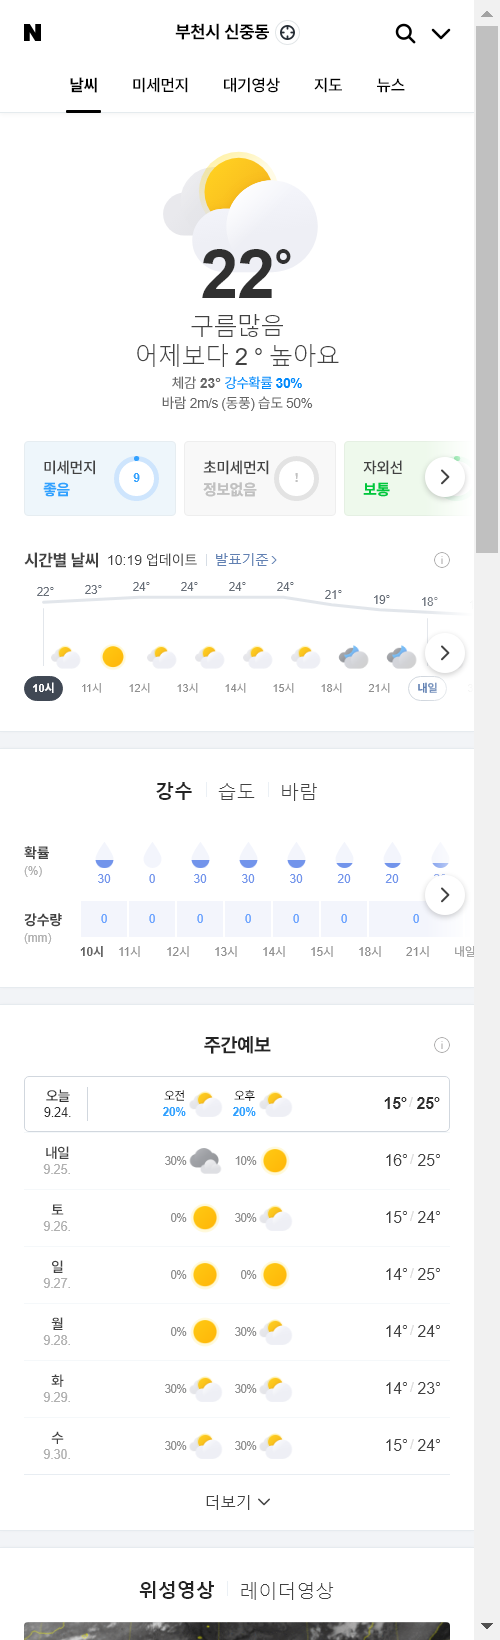 N
부천시 신중동
날씨 미세먼지 대기영상 지도 뉴스
22°
구름많음
어제보다 2 ° 높아요
체감 23° 강수확률 30%
바람 2m/s (동풍) 습도 50%
미세먼지 9 초미세먼지 ! 자외선
좋음 정보없음 보통
시간별 날씨 10:19 업데이트 발표기준
22° 23° 24° 24° 24° 24° 21° 19° 18°
10시 11시 12시 13시 14시 15시 18시 21시 내일
강수 습도 바람
확률
(%)
30 0 30 30 30 20 20
강수량 0 0 0 0 0 0 0
(mm)
10시 11시 12시 13시 14시 15시 18시 21시 내일
주간예보
오늘 오전 오후
9.24. 20% 20% 15° / 25°
내일
9.25. 30% 10% 16° / 25°
토
9.26. 0% 30% 15° / 24°
일
9.27. 0% 0% 14° / 25°
월
9.28. 0% 30% 14° / 24°
화
9.29. 30% 30% 14° / 23°
수
9.30. 30% 30% 15° / 24°
더보기
위성영상 레이더영상